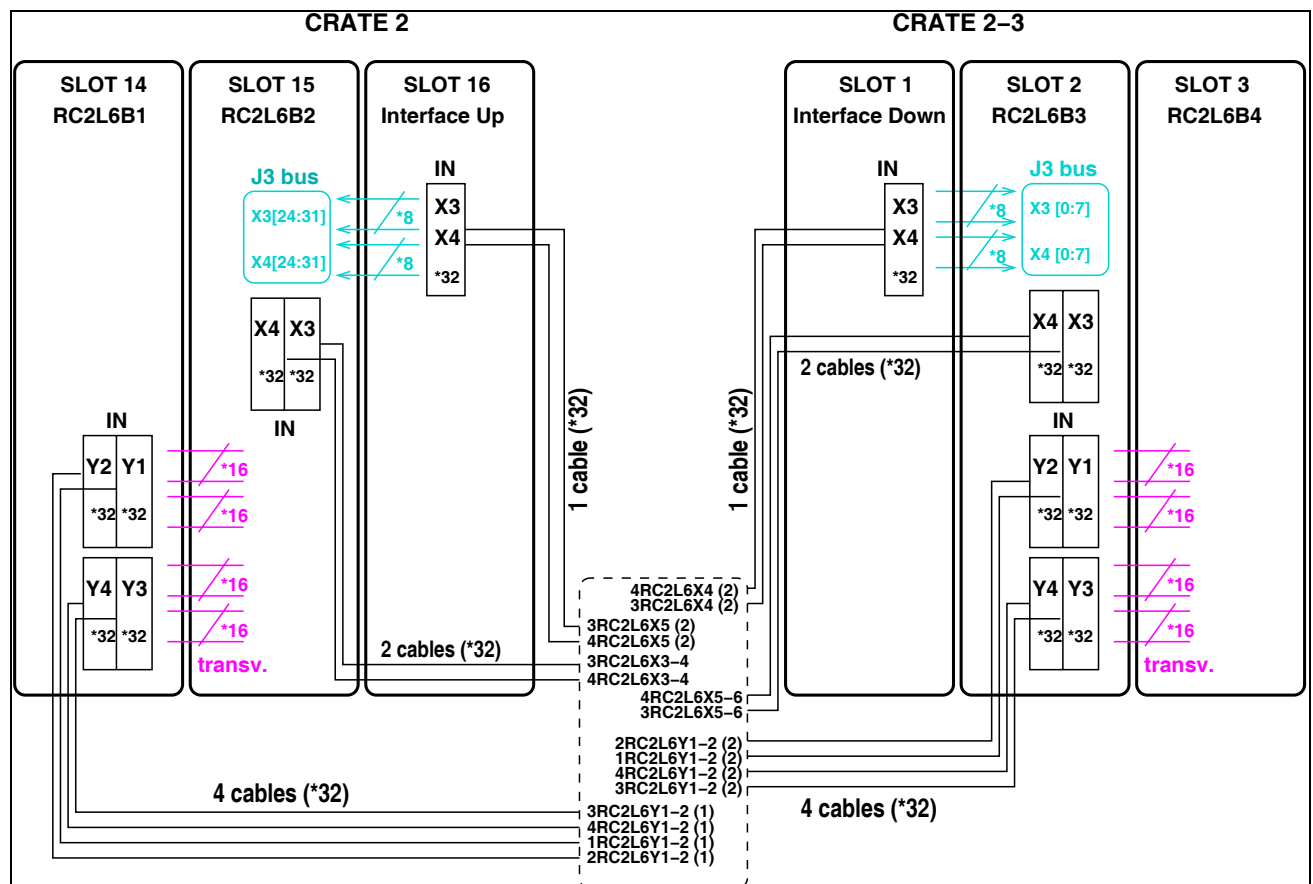 CRATE 2
CRATE 2−3
SLOT 14
RC2L6B1
SLOT 15
RC2L6B2
SLOT 16
Interface Up
SLOT 1
Interface Down
SLOT 2
RC2L6B3
SLOT 3
RC2L6B4
J3 bus
X3[24:31]
X4[24:31]
*8
*8
IN
X3
X4
*32
X4 X3
*32 *32
IN
IN
Y2 Y1
*32 *32
Y4 Y3
*32 *32
*16
*16
*16
*16
transv.
1 cable (*32)
2 cables (*32)
4 cables (*32)
IN
X3
X4
*32
*8
*8
J3 bus
X3 [0:7]
X4 [0:7]
X4 X3
*32 *32
IN
Y2 Y1
*32 *32
Y4 Y3
*32 *32
*16
*16
*16
*16
transv.
1 cable (*32)
2 cables (*32)
4 cables (*32)
4RC2L6X4 (2)
3RC2L6X4 (2)
3RC2L6X5 (2)
4RC2L6X5 (2)
3RC2L6X3−4
4RC2L6X3−4
4RC2L6X5−6
3RC2L6X5−6
2RC2L6Y1−2 (2)
1RC2L6Y1−2 (2)
4RC2L6Y1−2 (2)
3RC2L6Y1−2 (2)
3RC2L6Y1−2 (1)
4RC2L6Y1−2 (1)
1RC2L6Y1−2 (1)
2RC2L6Y1−2 (1)